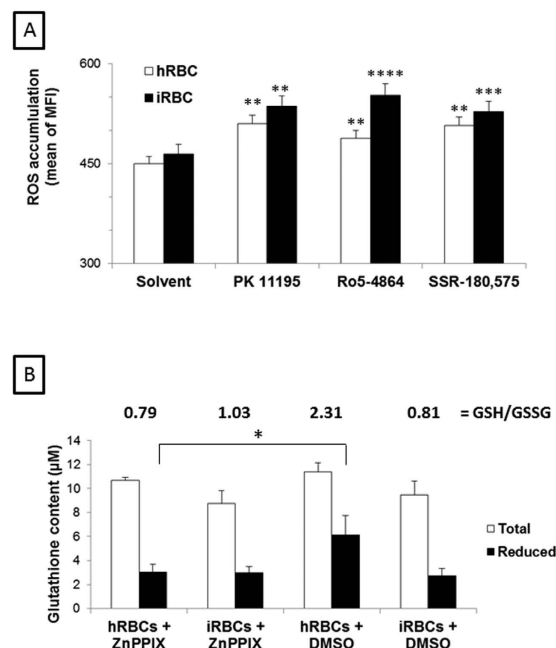 A
ROS accumlulation
(mean of MFI)
600
450
300
hRBC
iRBC
**
**
**
****
**
***
Solvent
PK 11195
Ro5-4864
SSR-180,575
B
0.79
1.03
2.31
0.81
= GSH/GSSG
*
Glutathione content (µM)
14
12
10
8
6
4
2
0
Total
Reduced
hRBCs +
ZnPPIX
iRBCs +
ZnPPIX
hRBCs +
DMSO
iRBCs +
DMSO